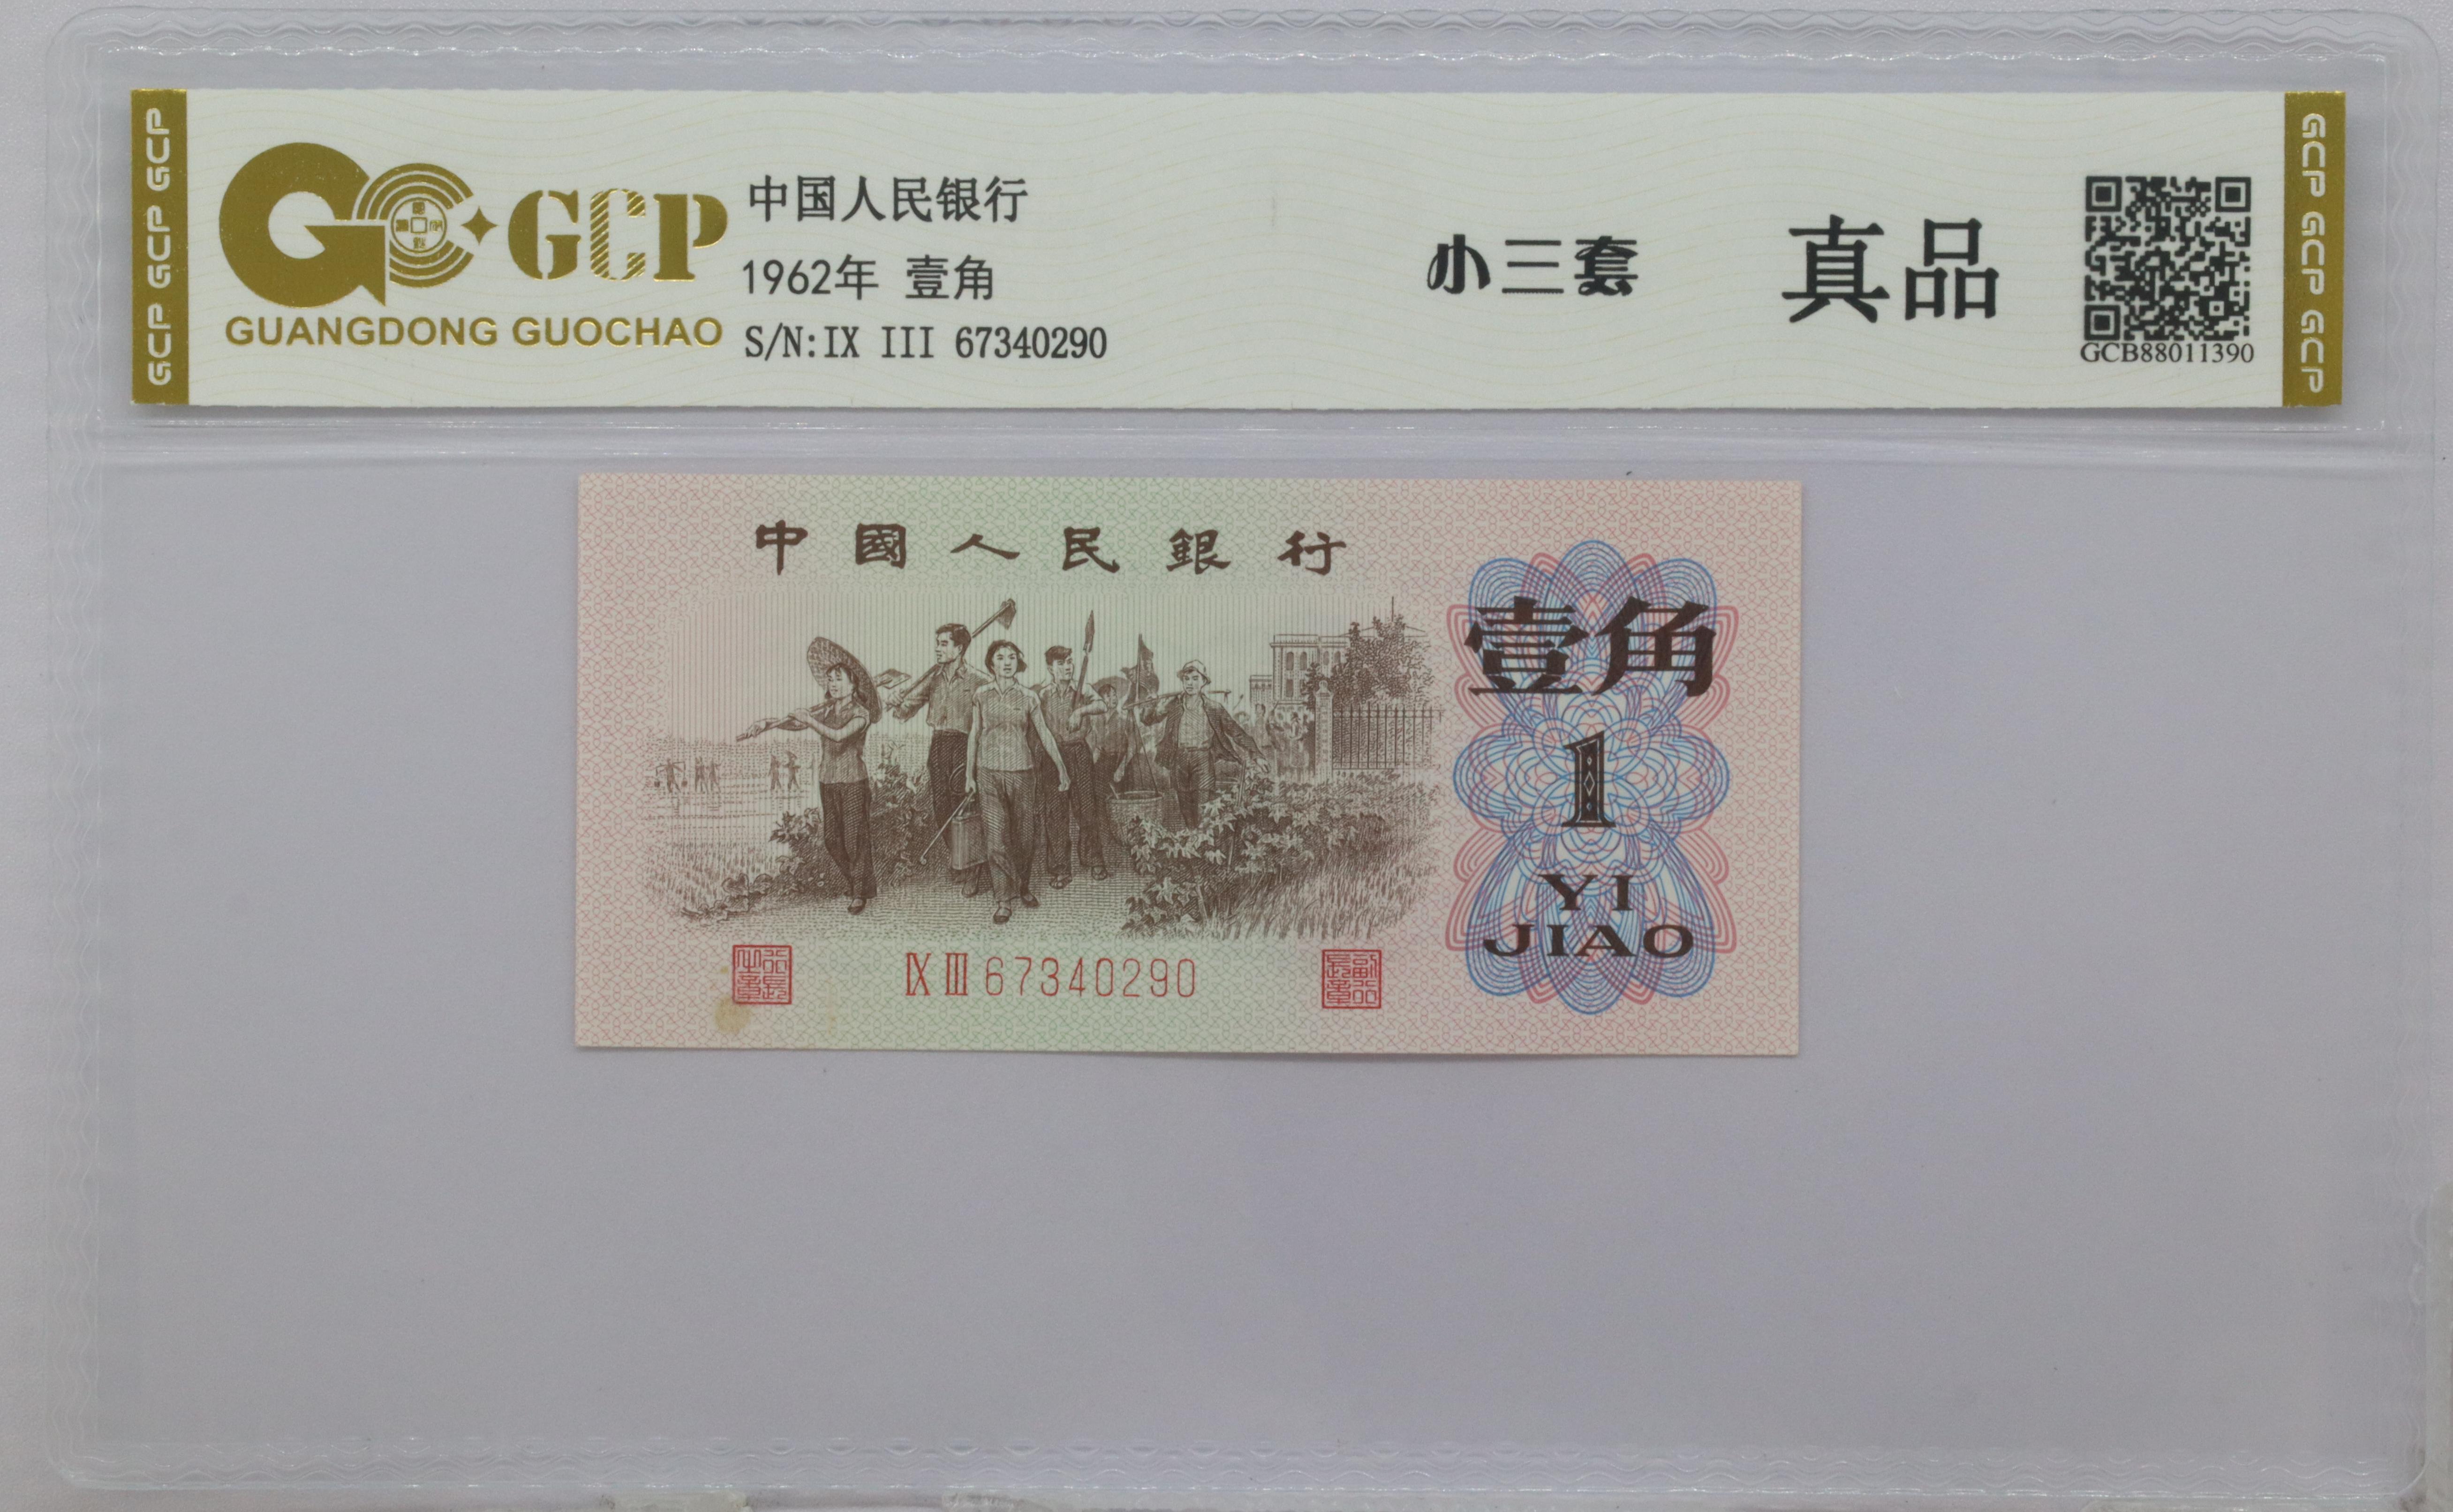 GCP GCP GCP
GCP
GUANGDONG GUOCHAO
中国人民银行
1962年 壹角
S/N:IX III 67340290
小三套
真品
GCB88011390
GCP GCP GCP
中國人民銀行
壹角
1
YI
JIAO
IX III 67340290